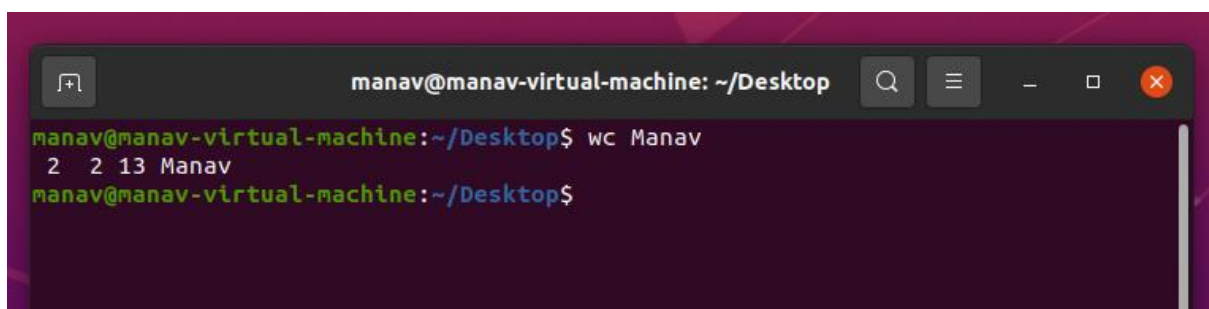 manav@manav-virtual-machine: ~/Desktop
manav@manav-virtual-machine:~/Desktop$ wc Manav
 2  2 13 Manav
manav@manav-virtual-machine:~/Desktop$